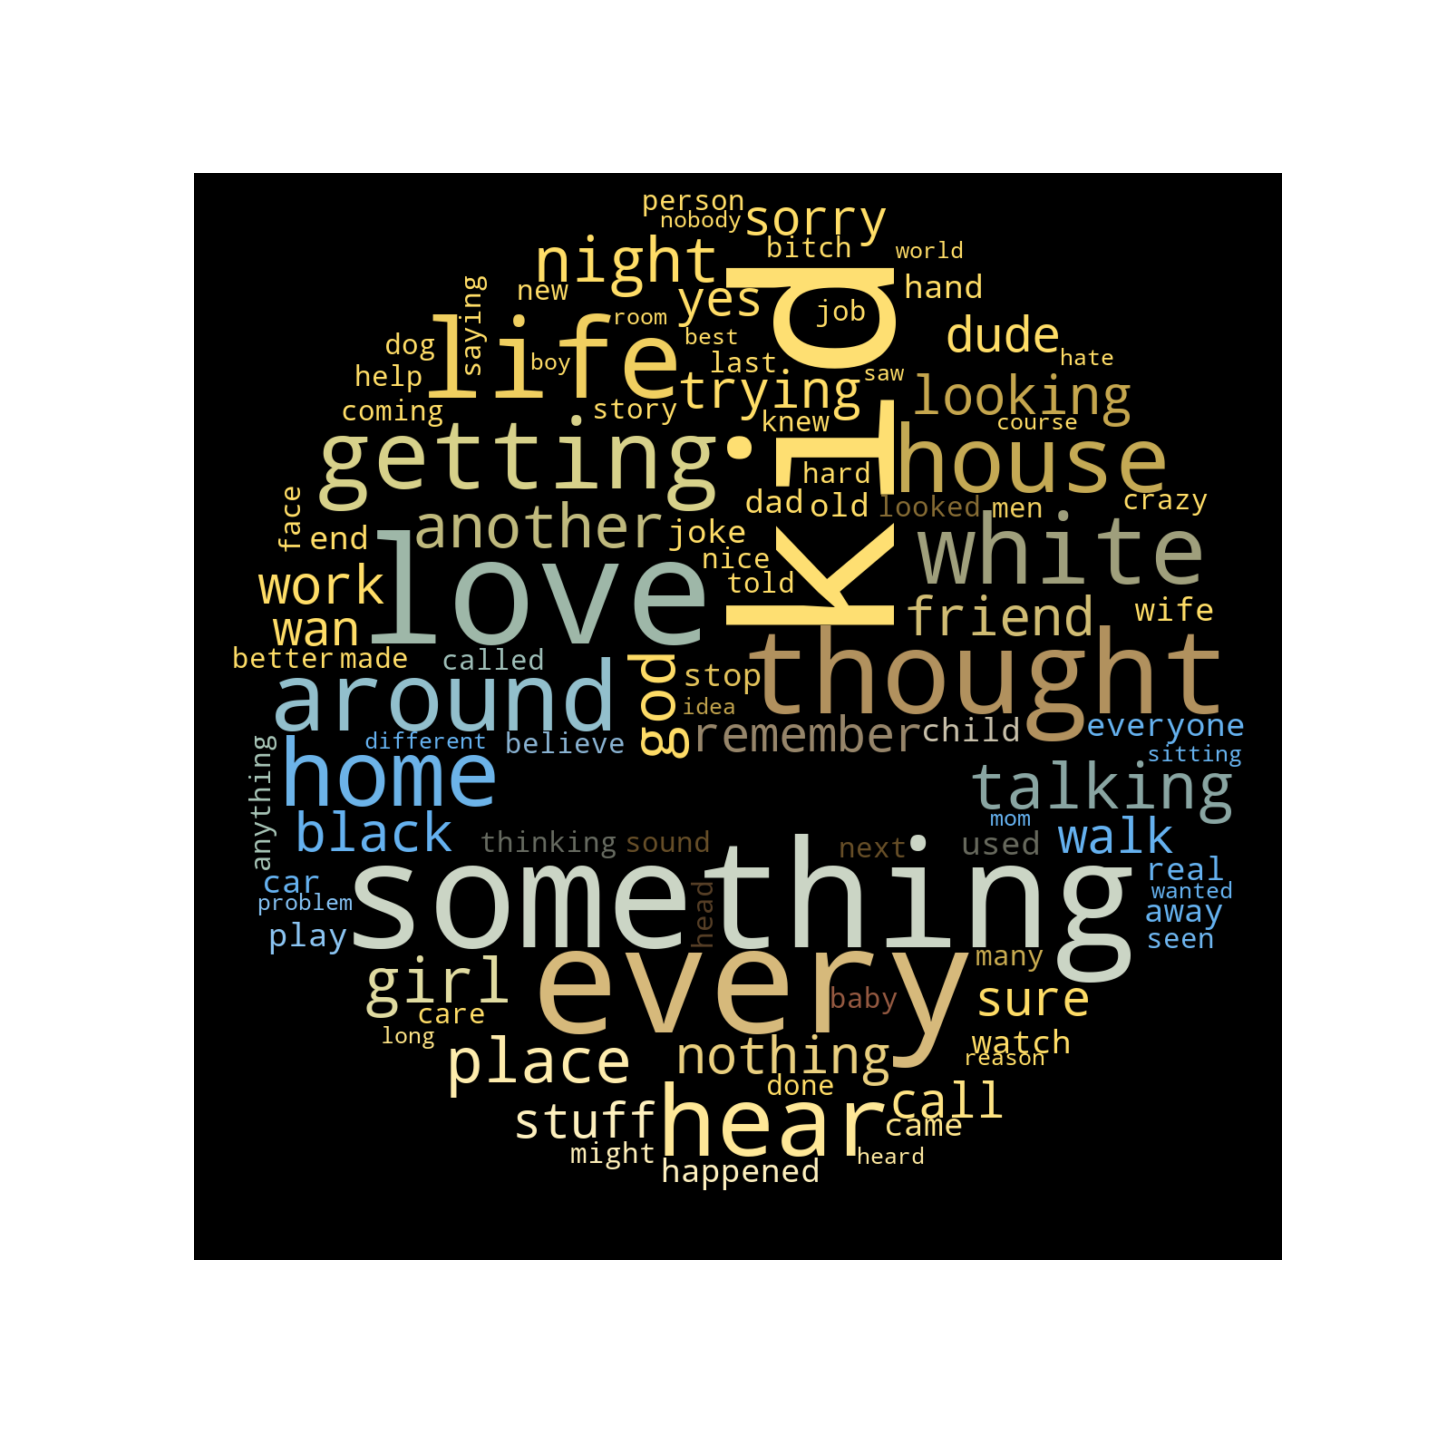 person
nobody
sorry
night
bitch
world
new
yes
hand
saying
room
job
dude
dog
life
boy
best
last
saw
hate
help
trying
looking
coming
story
knew
course
kid
getting
house
hard
face
dad
old
looked
men
crazy
end
another
joke
white
nice
work
love
told
friend
wife
wan
better
made
called
god
stop
thought
around
idea
remember
child
everyone
different
believe
sitting
anything
home
talking
black
thinking
sound
next
used
mom
walk
car
something
real
problem
head
wanted
away
play
seen
girl
every
many
baby
sure
care
long
place
nothing
watch
reason
done
stuff
hear
call
came
might
heard
happened